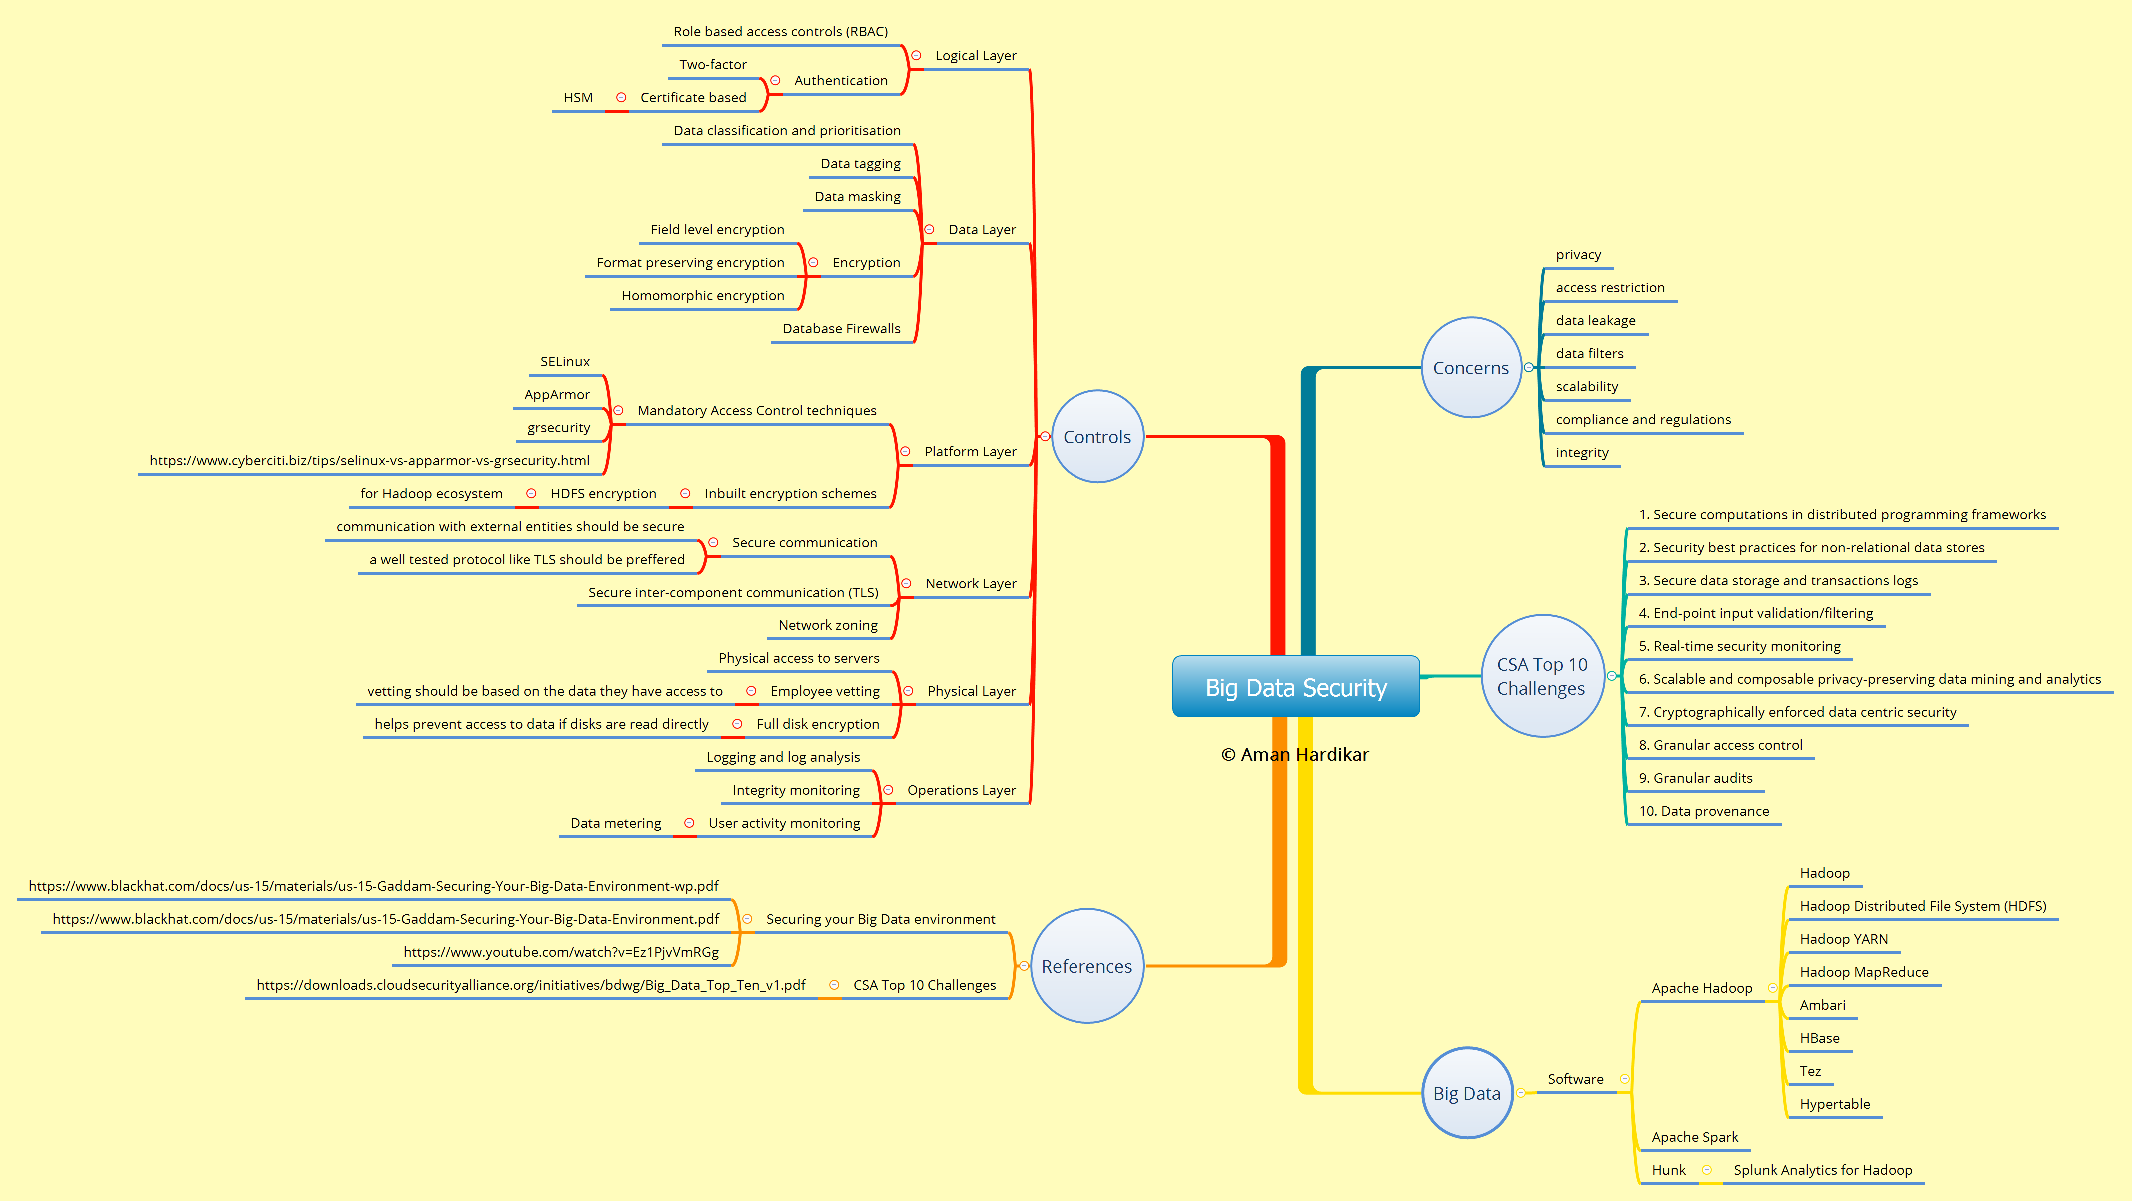 Big Data Security
© Aman Hardikar
Controls
Logical Layer
Role based access controls (RBAC)
Authentication
Two-factor
Certificate based
HSM
Data Layer
Data classification and prioritisation
Data tagging
Data masking
Encryption
Field level encryption
Format preserving encryption
Homomorphic encryption
Database Firewalls
Platform Layer
Mandatory Access Control techniques
SELinux
AppArmor
grsecurity
https://www.cyberciti.biz/tips/selinux-vs-apparmor-vs-grsecurity.html
Inbuilt encryption schemes
HDFS encryption
for Hadoop ecosystem
Network Layer
Secure communication
communication with external entities should be secure
a well tested protocol like TLS should be preffered
Secure inter-component communication (TLS)
Network zoning
Physical Layer
Physical access to servers
Employee vetting
vetting should be based on the data they have access to
Full disk encryption
helps prevent access to data if disks are read directly
Operations Layer
Logging and log analysis
Integrity monitoring
User activity monitoring
Data metering
References
Securing your Big Data environment
https://www.blackhat.com/docs/us-15/materials/us-15-Gaddam-Securing-Your-Big-Data-Environment-wp.pdf
https://www.blackhat.com/docs/us-15/materials/us-15-Gaddam-Securing-Your-Big-Data-Environment.pdf
https://www.youtube.com/watch?v=Ez1PjvVmRGg
CSA Top 10 Challenges
https://downloads.cloudsecurityalliance.org/initiatives/bdwg/Big_Data_Top_Ten_v1.pdf
Concerns
privacy
access restriction
data leakage
data filters
scalability
compliance and regulations
integrity
CSA Top 10
Challenges
1. Secure computations in distributed programming frameworks
2. Security best practices for non-relational data stores
3. Secure data storage and transactions logs
4. End-point input validation/filtering
5. Real-time security monitoring
6. Scalable and composable privacy-preserving data mining and analytics
7. Cryptographically enforced data centric security
8. Granular access control
9. Granular audits
10. Data provenance
Big Data
Software
Apache Hadoop
Hadoop
Hadoop Distributed File System (HDFS)
Hadoop YARN
Hadoop MapReduce
Ambari
HBase
Tez
Hypertable
Apache Spark
Hunk
Splunk Analytics for Hadoop